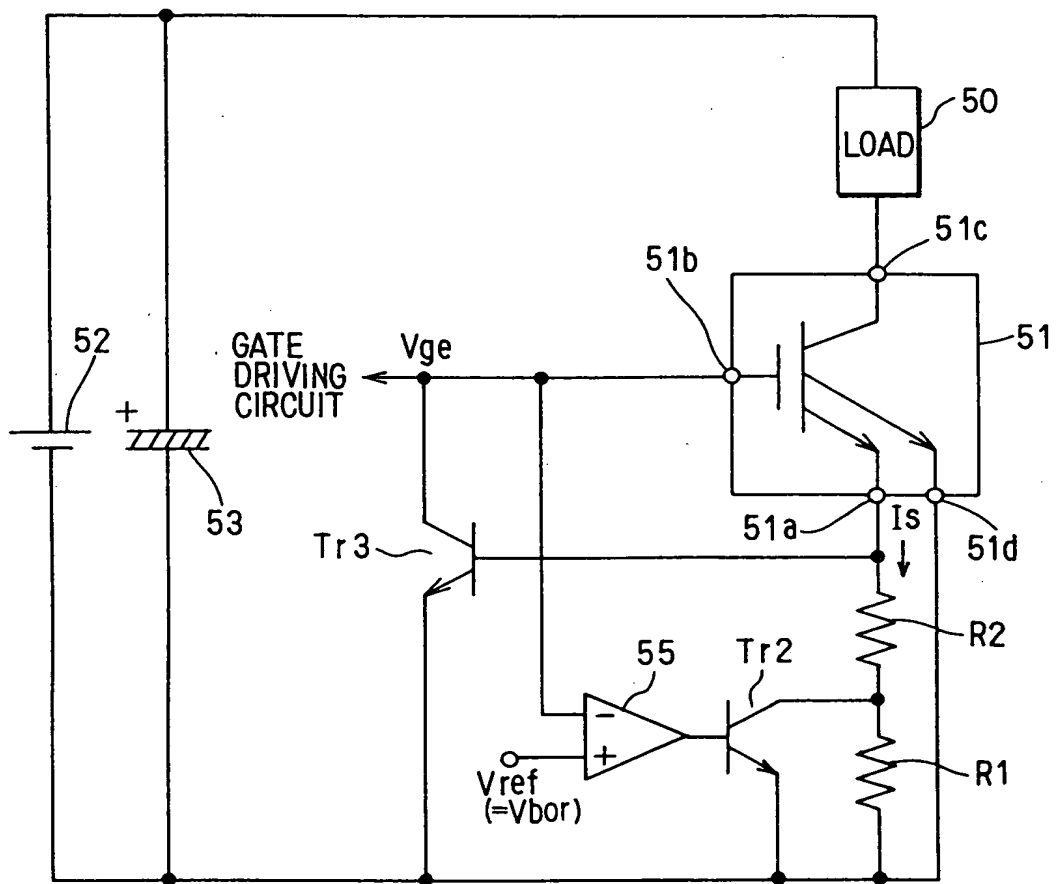 50
LOAD
51c
51b
51
52
GATE
DRIVING
CIRCUIT
Vge
+
53
51a
Is
51d
Tr3
R2
55
Tr2
−
+
Vref
(=Vbor)
R1